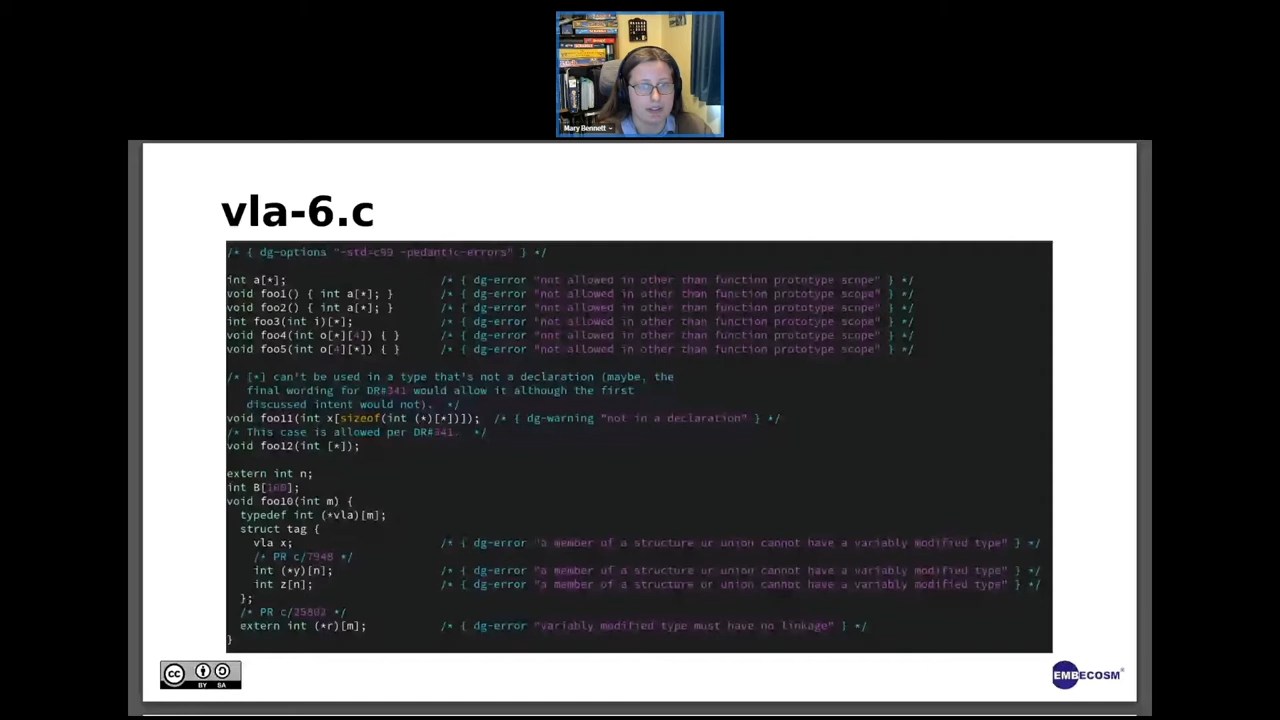 Mary Bennett
vla-6.c
/* { dg-options "-std=c99 -pedantic-errors" } */
int a[*]; /* { dg-error "not allowed in other than function prototype scope" } */
void foo1() { int a[*]; } /* { dg-error "not allowed in other than function prototype scope" } */
void foo2() { int a[*]; } /* { dg-error "not allowed in other than function prototype scope" } */
int foo3(int i)[*]; /* { dg-error "not allowed in other than function prototype scope" } */
void foo4(int o[*][4]) { } /* { dg-error "not allowed in other than function prototype scope" } */
void foo5(int o[4][*]) { } /* { dg-error "not allowed in other than function prototype scope" } */
/* [*] can't be used in a type that's not a declaration (maybe, the
final wording for DR#341 would allow it although the first
discussed intent would not). */
void foo11(int x[sizeof(int (*)[*])]); /* { dg-warning "not in a declaration" } */
/* This case is allowed per DR#341. */
void foo12(int [*]);
extern int n;
int B[100];
void foo10(int m) {
typedef int (*vla)[m];
struct tag {
vla x; /* { dg-error "a member of a structure or union cannot have a variably modified type" } */
/* PR c/7948 */
int (*y)[n]; /* { dg-error "a member of a structure or union cannot have a variably modified type" } */
int z[n]; /* { dg-error "a member of a structure or union cannot have a variably modified type" } */
};
/* PR c/25802 */
extern int (*r)[m]; /* { dg-error "variably modified type must have no linkage" } */
}
cc BY SA
EMBECOSM®